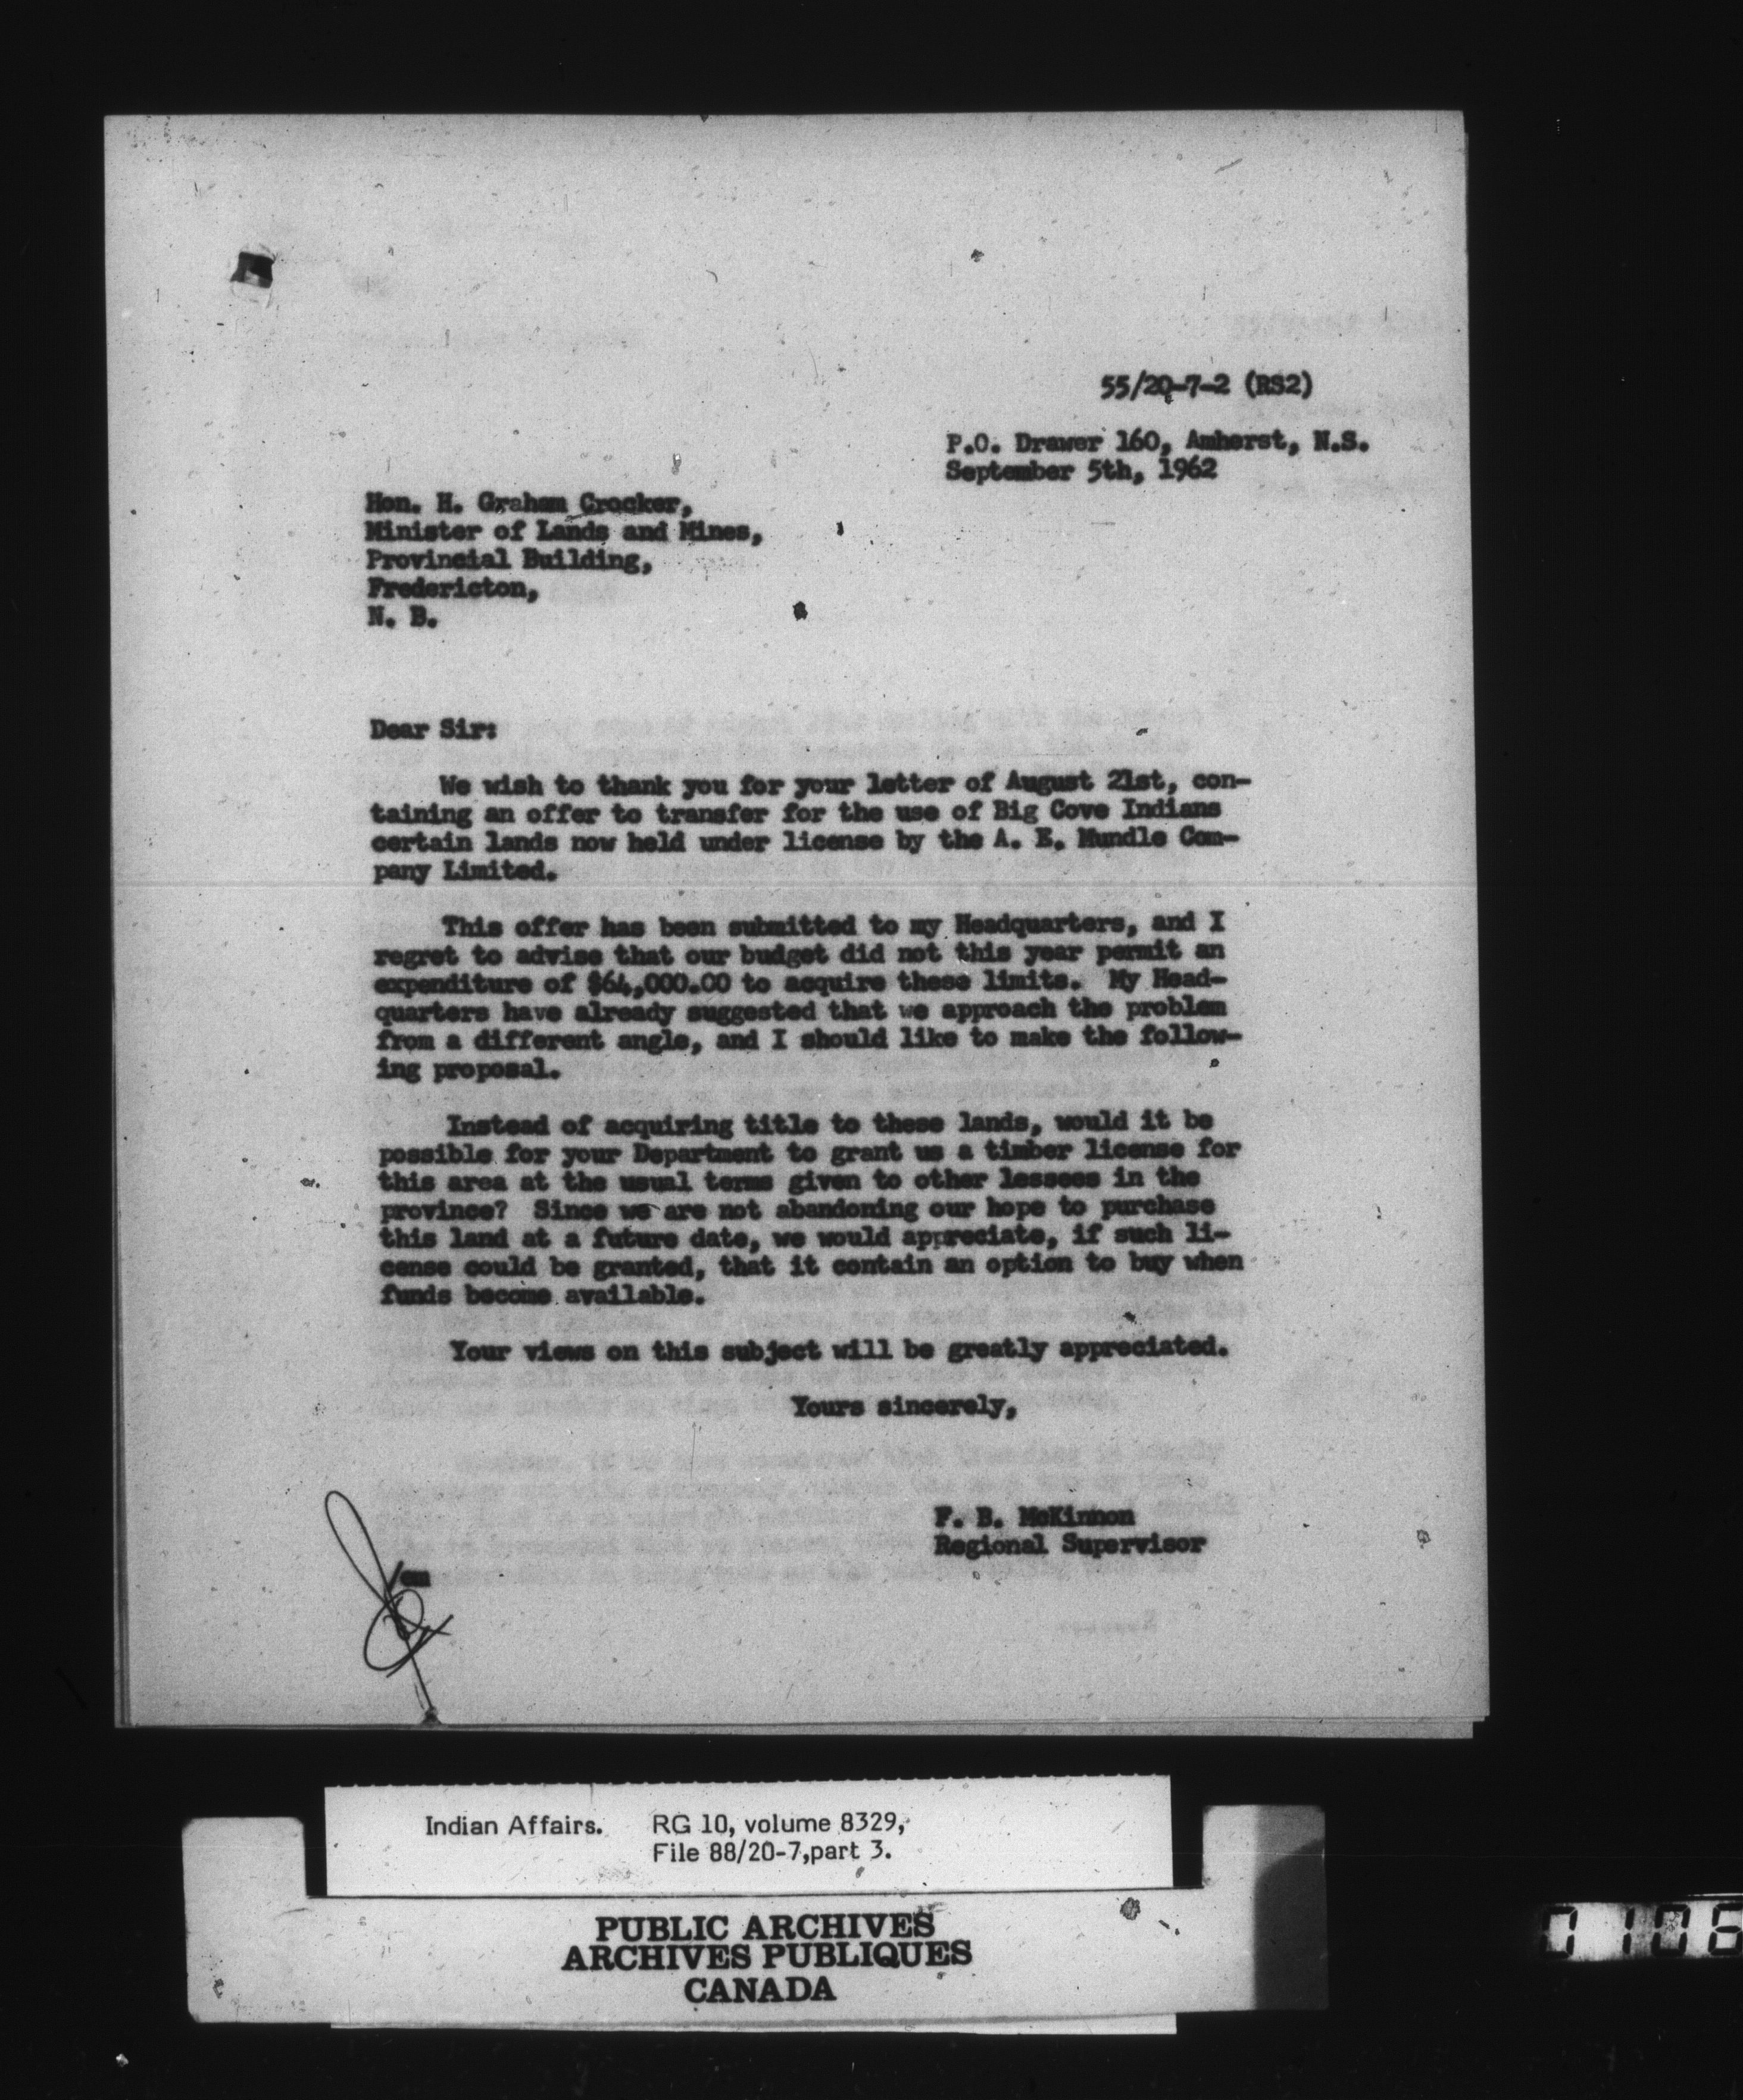 55/20-7-2 (RS2)
P.O. Drawer 160, Amherst, N.S.
September 5th, 1962
Hon. H. Graham Crocker,
Minister of Lands and Mines,
Provincial Building,
Fredericton,
N. B.
Dear Sir:
We wish to thank you for your letter of August 21st, con-
taining an offer to transfer for the use of Big Cove Indians
certain lands now held under license by the A. E. Mundle Com-
pany Limited.
This offer has been submitted to my Headquarters, and I
regret to advise that our budget did not this year permit an
expenditure of $64,000.00 to acquire these limits. My Head-
quarters have already suggested that we approach the problem
from a different angle, and I should like to make the follow-
ing proposal.
Instead of acquiring title to these lands, would it be
possible for your Department to grant us a timber license for
this area at the usual terms given to other lessees in the
province? Since we are not abandoning our hope to purchase
this land at a future date, we would appreciate, if such li-
cense could be granted, that it contain an option to buy when
funds become available.
Your views on this subject will be greatly appreciated.
Yours sincerely,
F. B. McKinnon
Regional Supervisor
Indian Affairs. RG 10, volume 8329,
File 88/20-7,part 3.
PUBLIC ARCHIVES
ARCHIVES PUBLIQUES
CANADA
0106